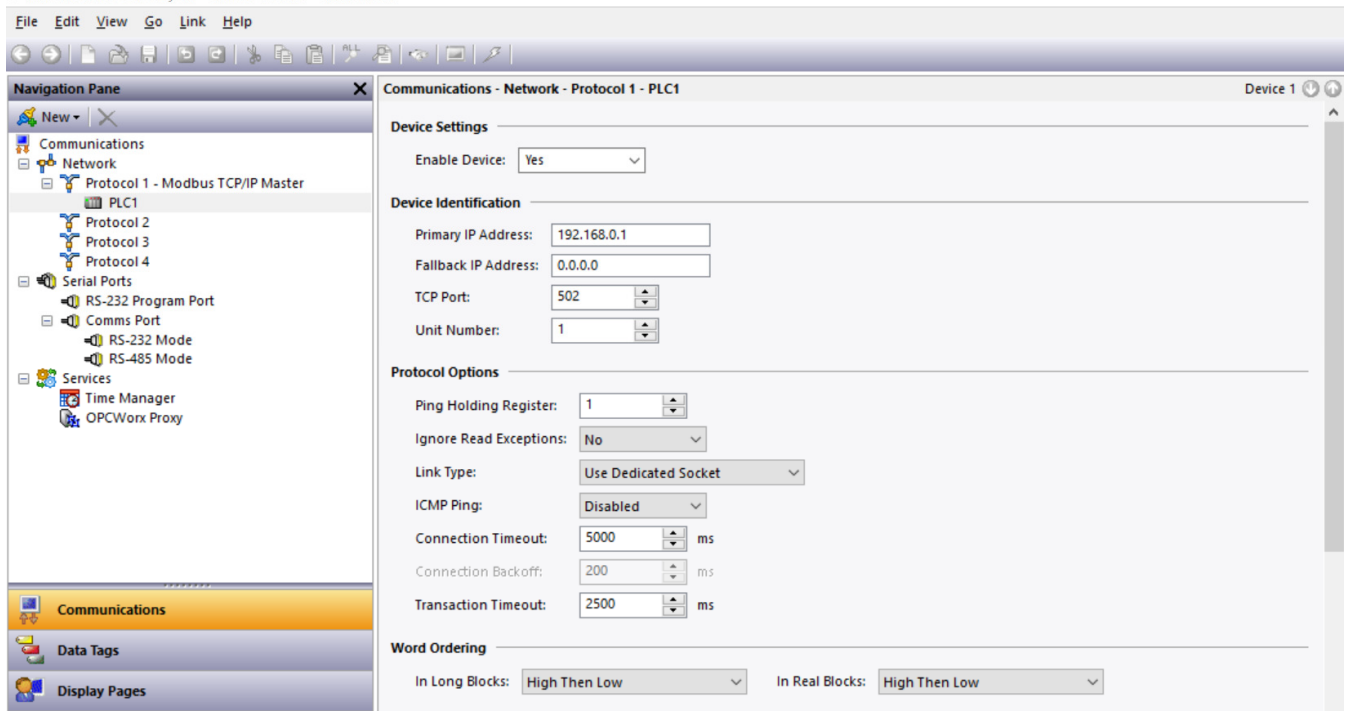 File Edit View Go Link Help
Navigation Pane
New
Communications
Network
Protocol 1 - Modbus TCP/IP Master
PLC1
Protocol 2
Protocol 3
Protocol 4
Serial Ports
RS-232 Program Port
Comms Port
RS-232 Mode
RS-485 Mode
Services
Time Manager
OPCWorx Proxy
Communications
Data Tags
Display Pages
Communications - Network - Protocol 1 - PLC1 Device 1
Device Settings
Enable Device: Yes
Device Identification
Primary IP Address: 192.168.0.1
Fallback IP Address: 0.0.0.0
TCP Port: 502
Unit Number: 1
Protocol Options
Ping Holding Register: 1
Ignore Read Exceptions: No
Link Type: Use Dedicated Socket
ICMP Ping: Disabled
Connection Timeout: 5000 ms
Connection Backoff: 200 ms
Transaction Timeout: 2500 ms
Word Ordering
In Long Blocks: High Then Low In Real Blocks: High Then Low